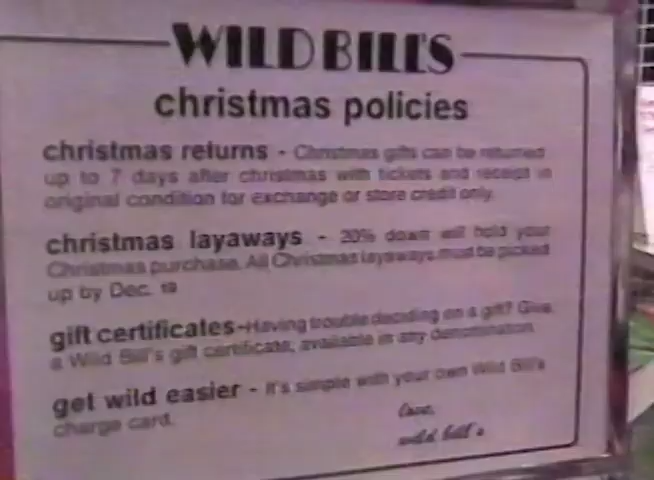 WILD BILL'S
christmas policies
christmas returns - Christmas gifts can be returned
up to 7 days after christmas with tickets and receipt in
original condition for exchange or store credit only.
christmas layaways - 20% down will hold your
Christmas purchase. All Christmas layaways must be picked
up by Dec. 19
gift certificates-Having trouble deciding on a gift? Give
a Wild Bill's gift certificate, available in any denomination
get wild easier - It's simple with your own Wild Bill's
charge card.
love,
wild bill's